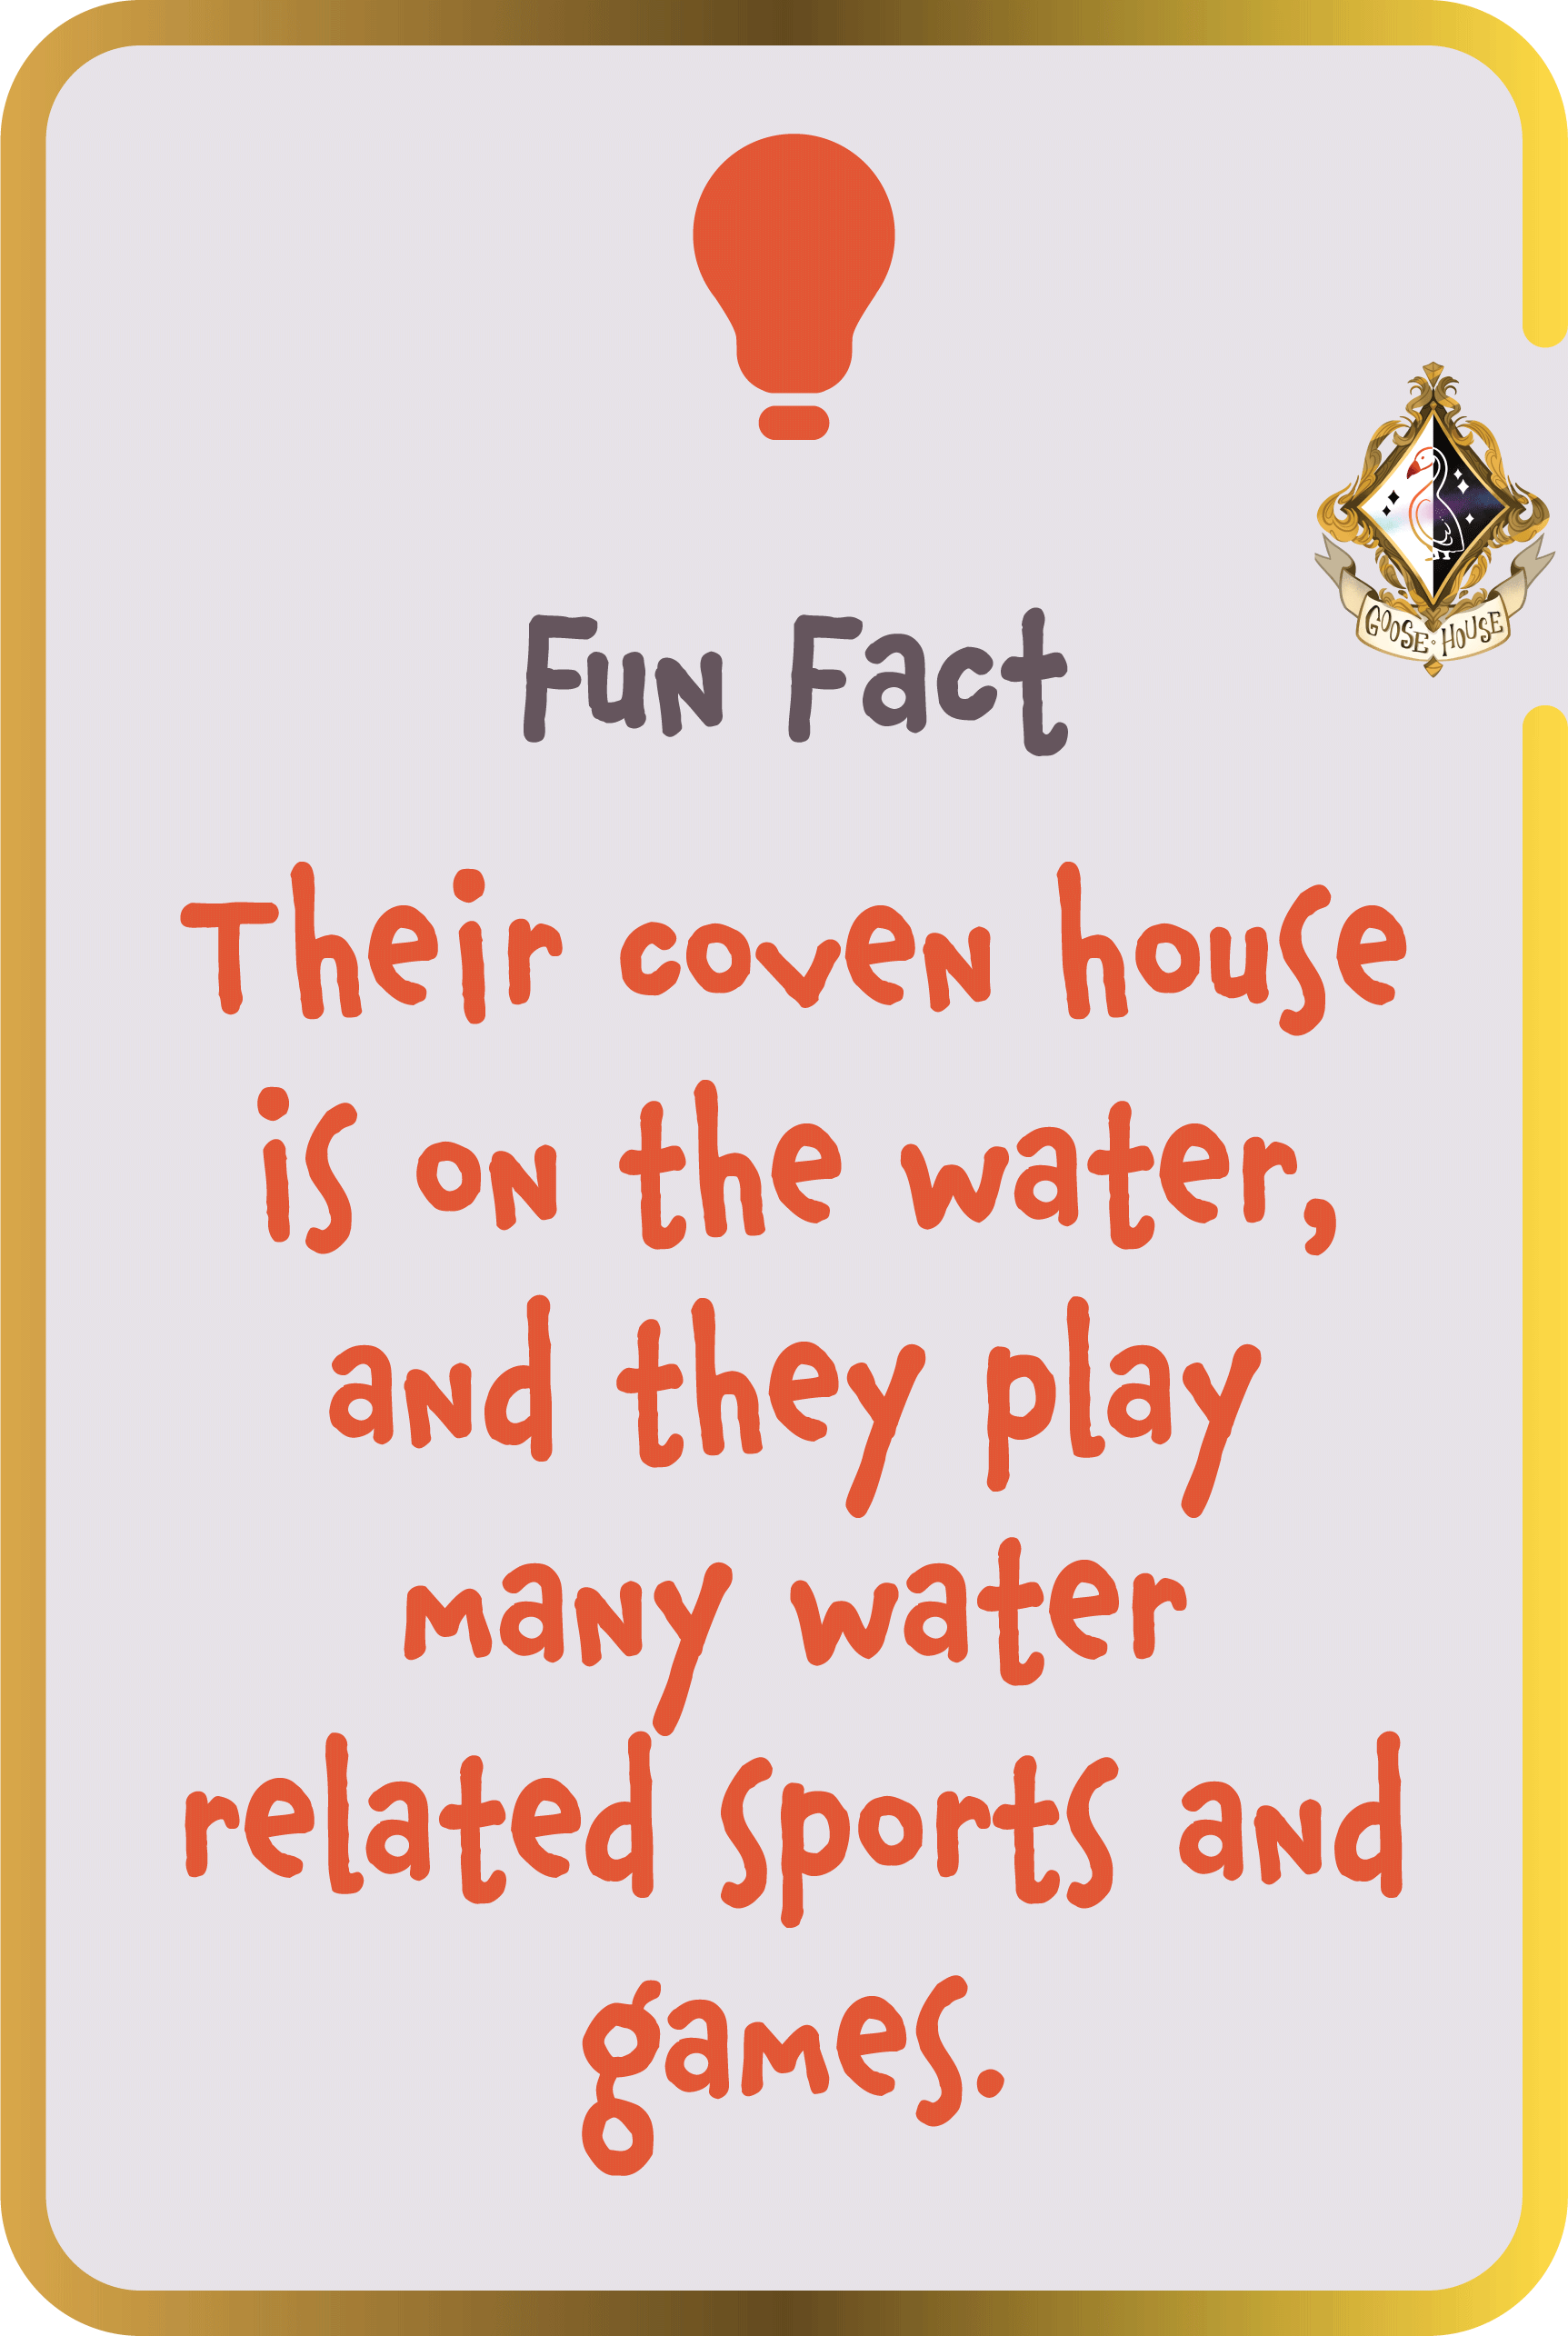 GOOSE · HOUSE
Fun Fact
Their coven house
is on the water,
and they play
many water
related sports and
games.